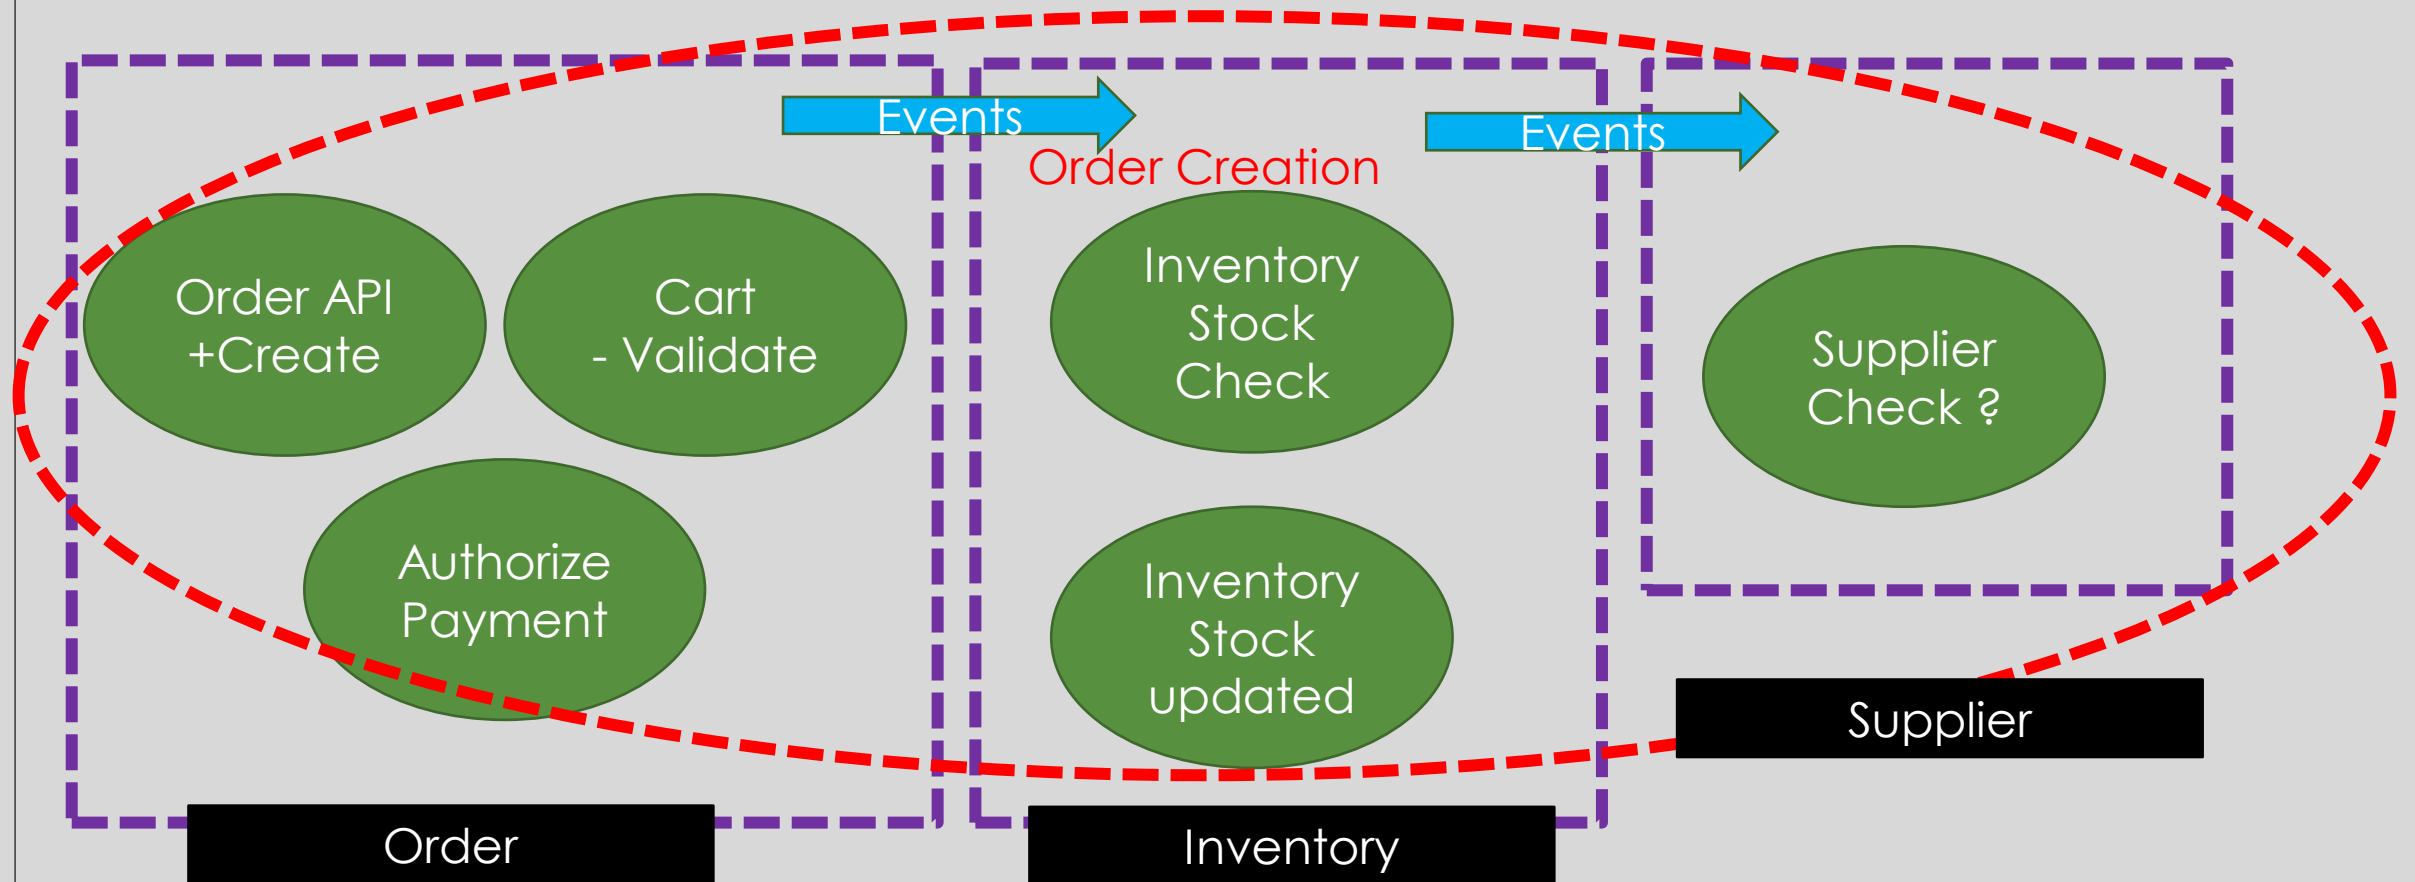 Events
Events
Order Creation
Order API
+Create
Cart
- Validate
Inventory
Stock
Check
Supplier
Check ?
Authorize
Payment
Inventory
Stock
updated
Supplier
Order
Inventory